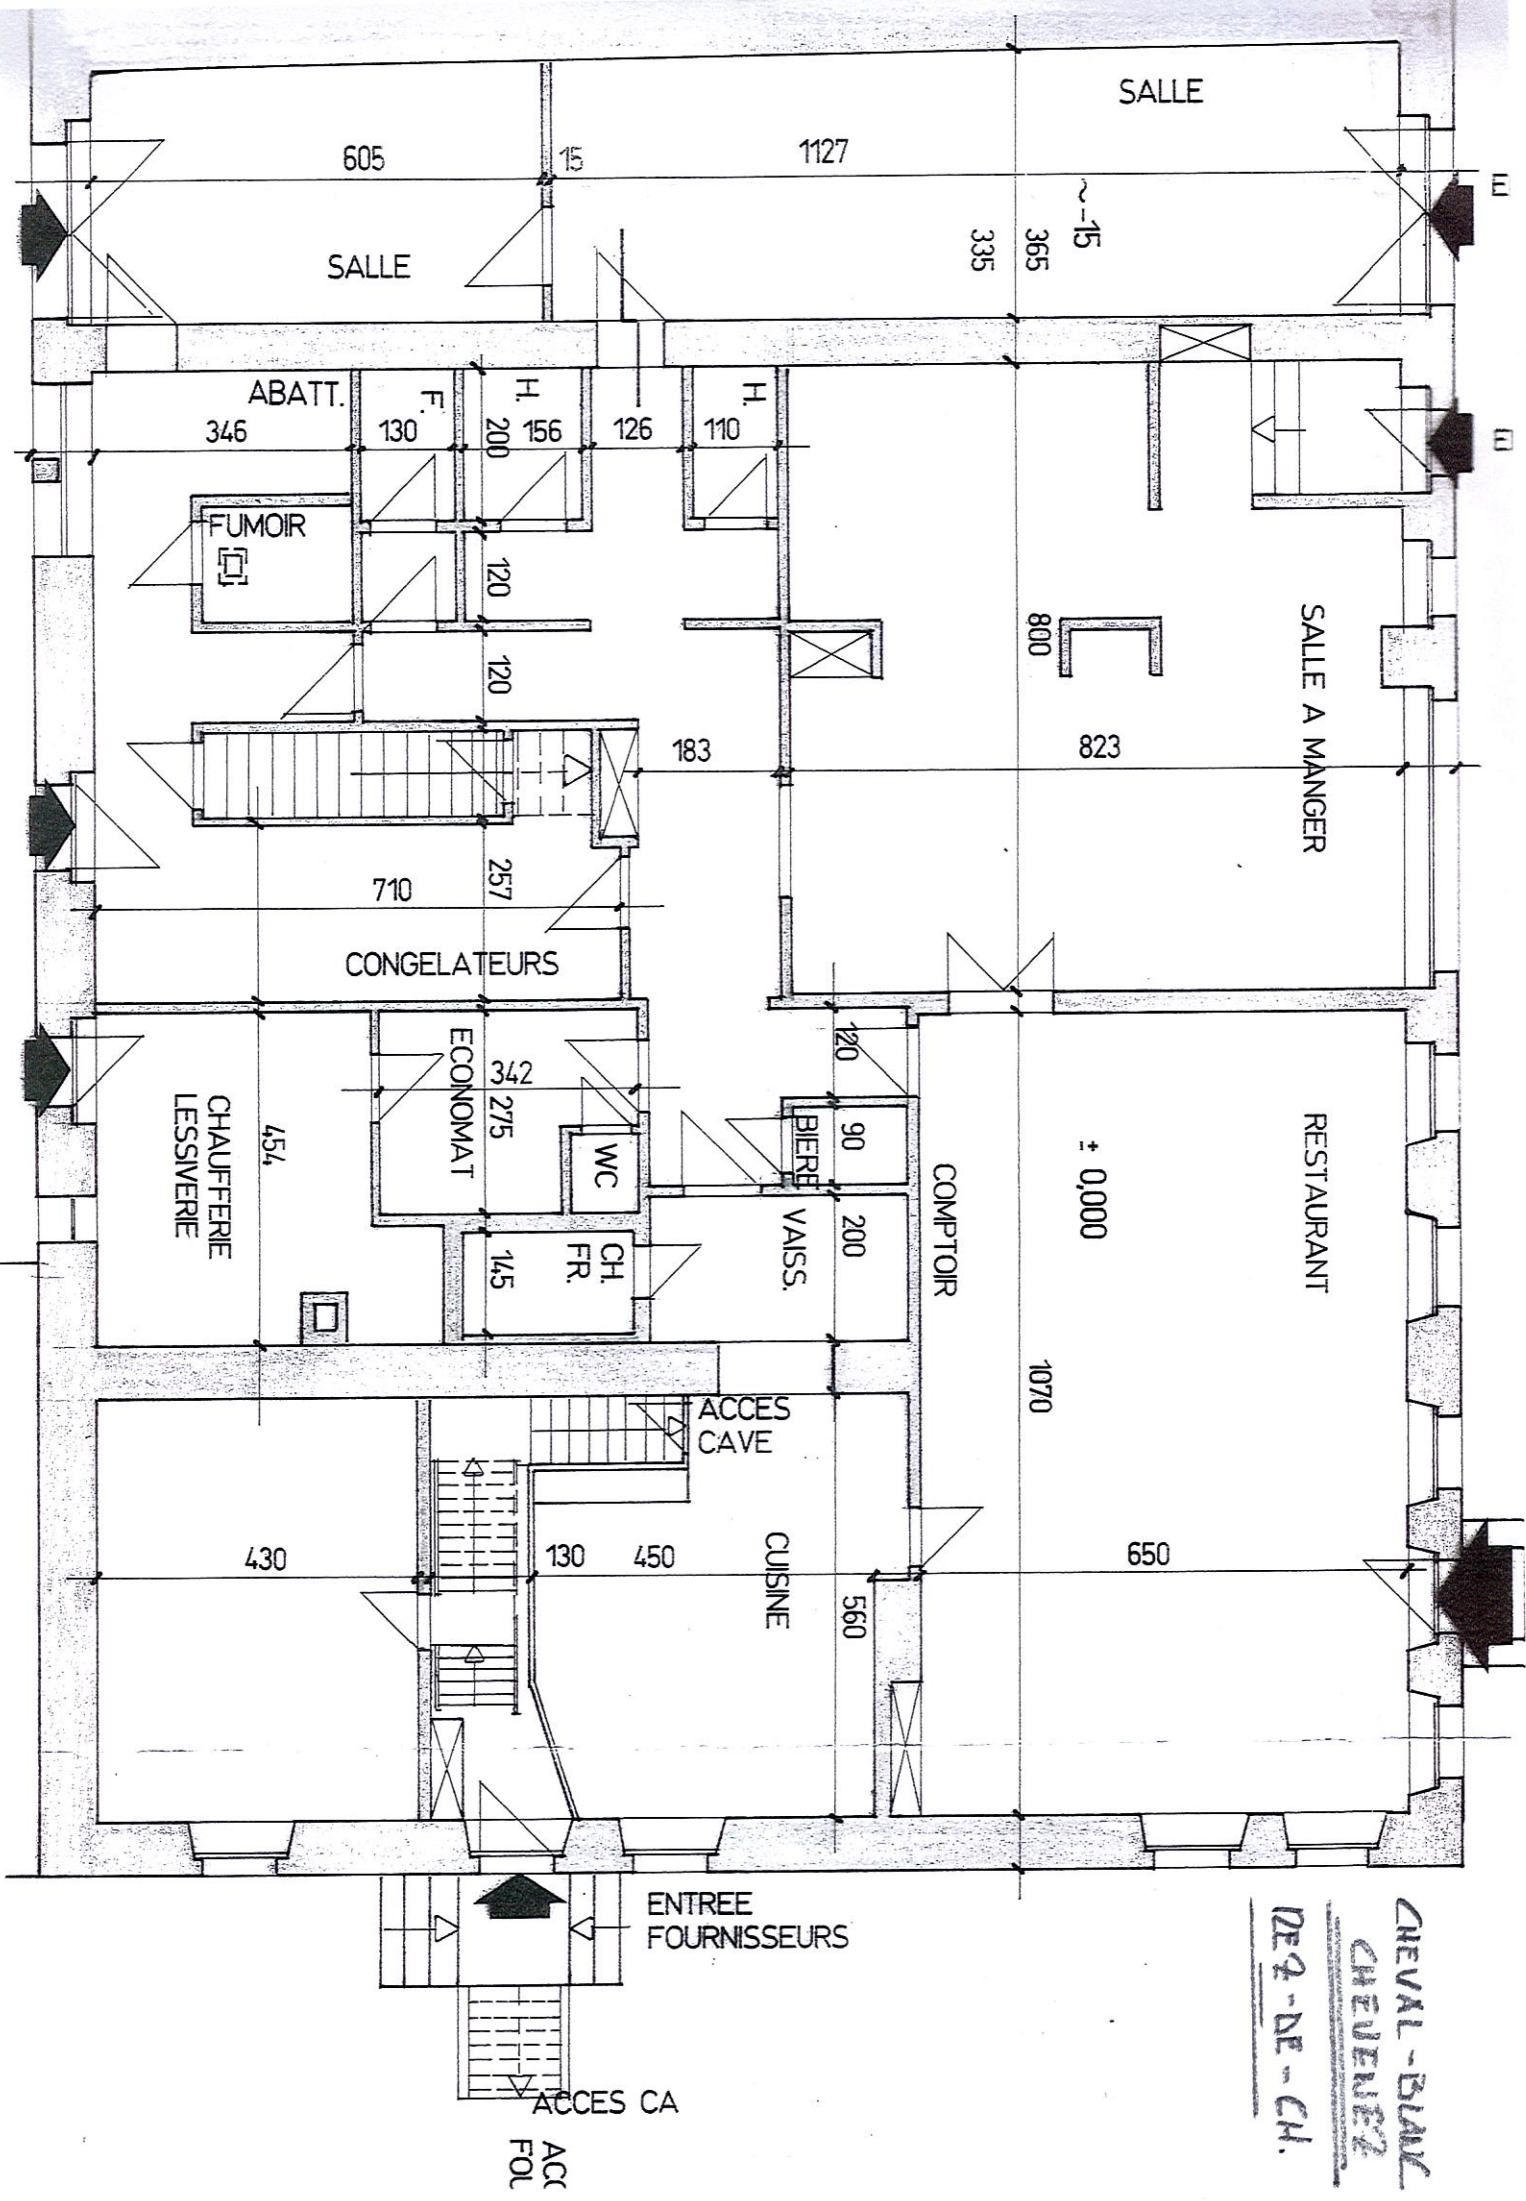 SALLE
605
15
1127
E
~-15
365
335
SALLE
ABATT.
F.
H.
H.
346
130
200
156
126
110
E
FUMOIR
120
800
SALLE A MANGER
120
183
823
710
257
CONGELATEURS
120
ECONOMAT
342
275
454
CHAUFFERIE
LESSIVERIE
WC
BIERE
90
± 0,000
RESTAURANT
COMPTOIR
VAISS.
200
CH.
FR.
145
1070
ACCES
CAVE
CUISINE
430
130
450
560
650
ENTREE
FOURNISSEURS
CHEVAL-BLANC
CHEVENEZ
REZ-DE-CH.
ACCES CA
ACC
FOU